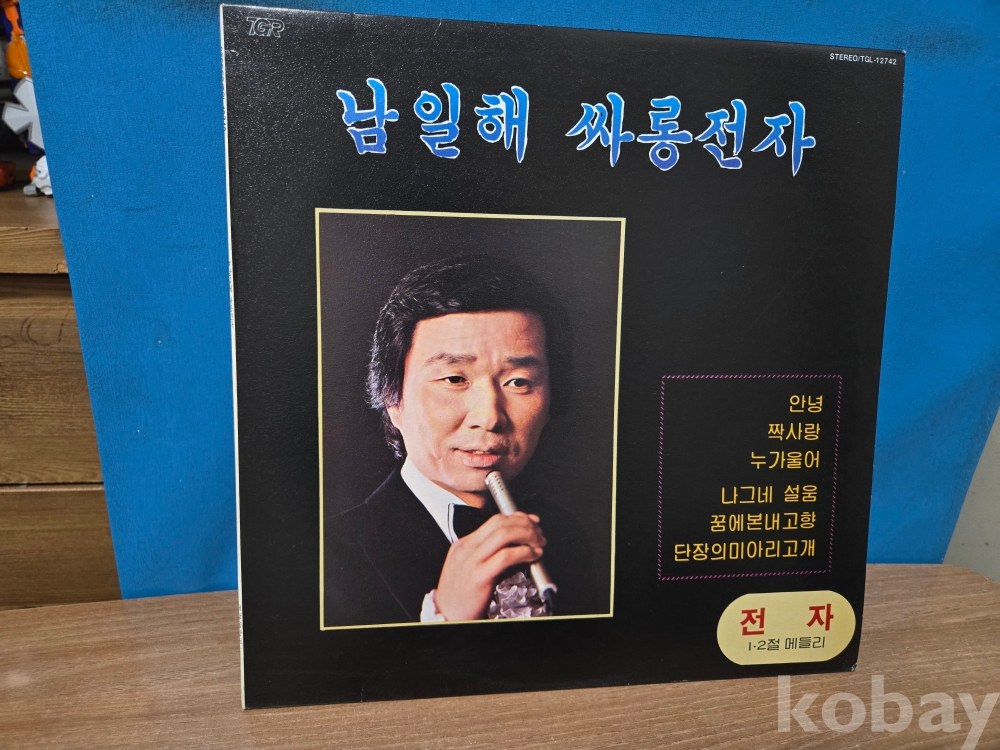 TGR
STEREO/TGL-12742
남일해 싸롱전자
안녕
짝사랑
누가울어
나그네 설움
꿈에본내고향
단장의미아리고개
전 자
1·2절 메들리
kobay